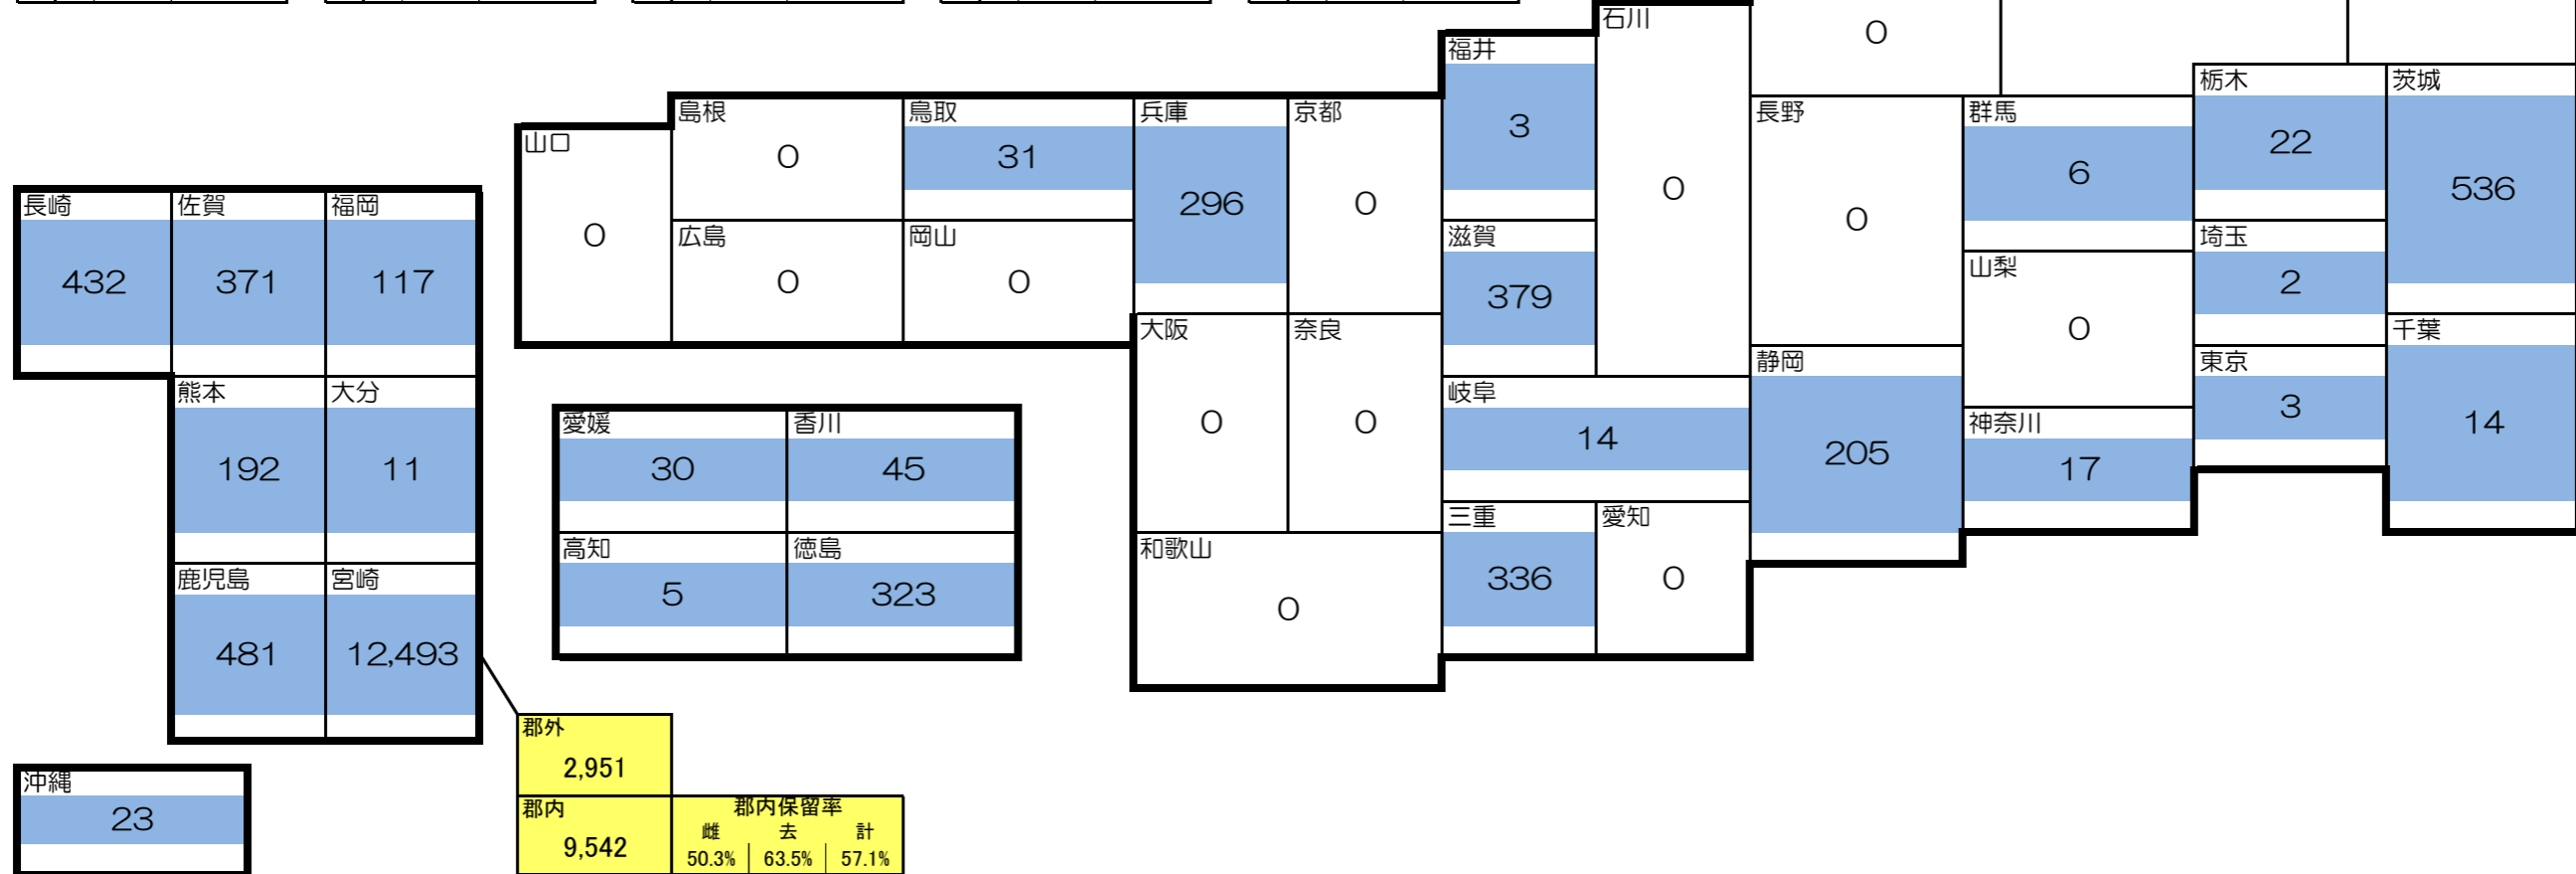 石川
0
0
福井
3
栃木
22
茨城
536
島根
0
鳥取
31
兵庫
296
京都
0
長野
0
群馬
6
山口
0
長崎
432
佐賀
371
福岡
117
広島
0
岡山
0
滋賀
379
埼玉
2
山梨
0
大阪
0
奈良
0
千葉
14
静岡
205
東京
3
熊本
192
大分
11
岐阜
14
愛媛
30
香川
45
神奈川
17
三重
336
愛知
0
高知
5
徳島
323
和歌山
0
鹿児島
481
宮崎
12,493
郡外
2,951
沖縄
23
郡内
9,542
郡内保留率
雌 去 計
50.3% 63.5% 57.1%